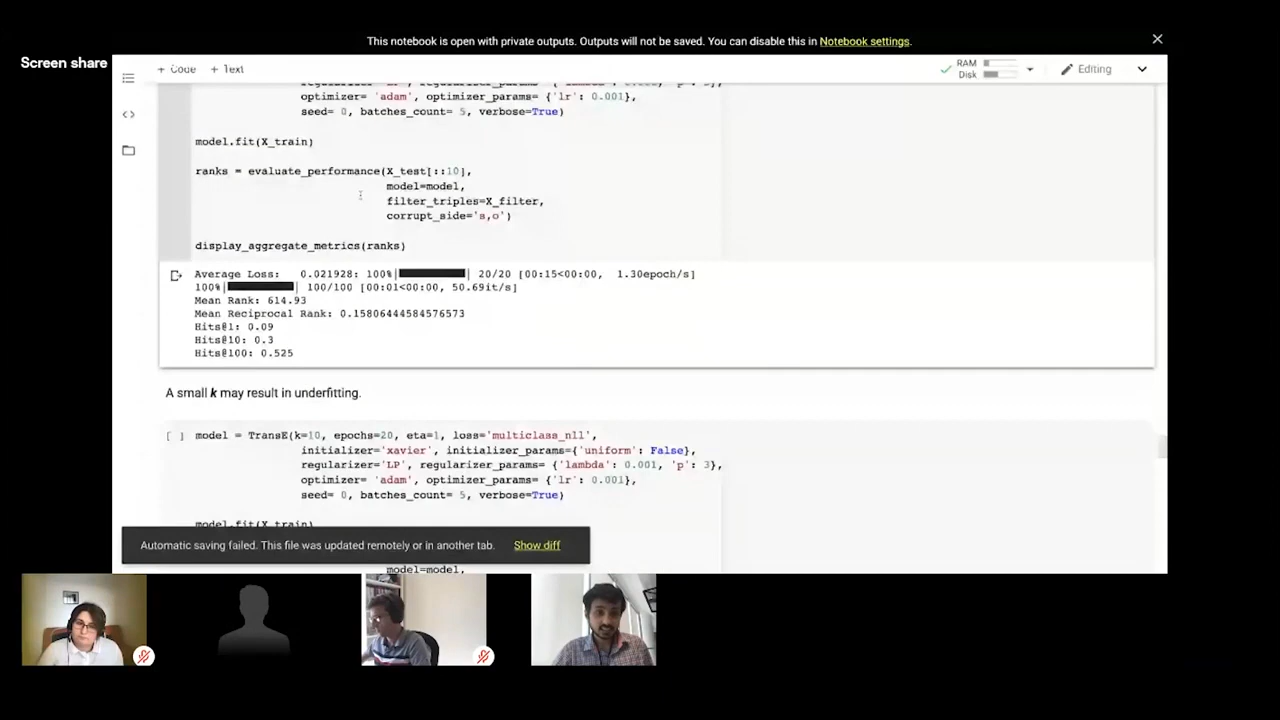 This notebook is open with private outputs. Outputs will not be saved. You can disable this in Notebook settings.
Screen share
+ Code + Text
RAM
Disk
Editing
optimizer= 'adam', optimizer_params= {'lr': 0.001},
seed= 0, batches_count= 5, verbose=True)
model.fit(X_train)
ranks = evaluate_performance(X_test[::10],
model=model,
filter_triples=X_filter,
corrupt_side='s,o')
display_aggregate_metrics(ranks)
Average Loss: 0.021928: 100%| | 20/20 [00:15<00:00, 1.30epoch/s]
100%| | 100/100 [00:01<00:00, 50.69it/s]
Mean Rank: 614.93
Mean Reciprocal Rank: 0.15806444584576573
Hits@1: 0.09
Hits@10: 0.3
Hits@100: 0.525
A small k may result in underfitting.
[ ] model = TransE(k=10, epochs=20, eta=1, loss='multiclass_nll',
initializer='xavier', initializer_params={'uniform': False},
regularizer='LP', regularizer_params= {'lambda': 0.001, 'p': 3},
optimizer= 'adam', optimizer_params= {'lr': 0.001},
seed= 0, batches_count= 5, verbose=True)
model.fit(X_train)
Automatic saving failed. This file was updated remotely or in another tab. Show diff
model=model,